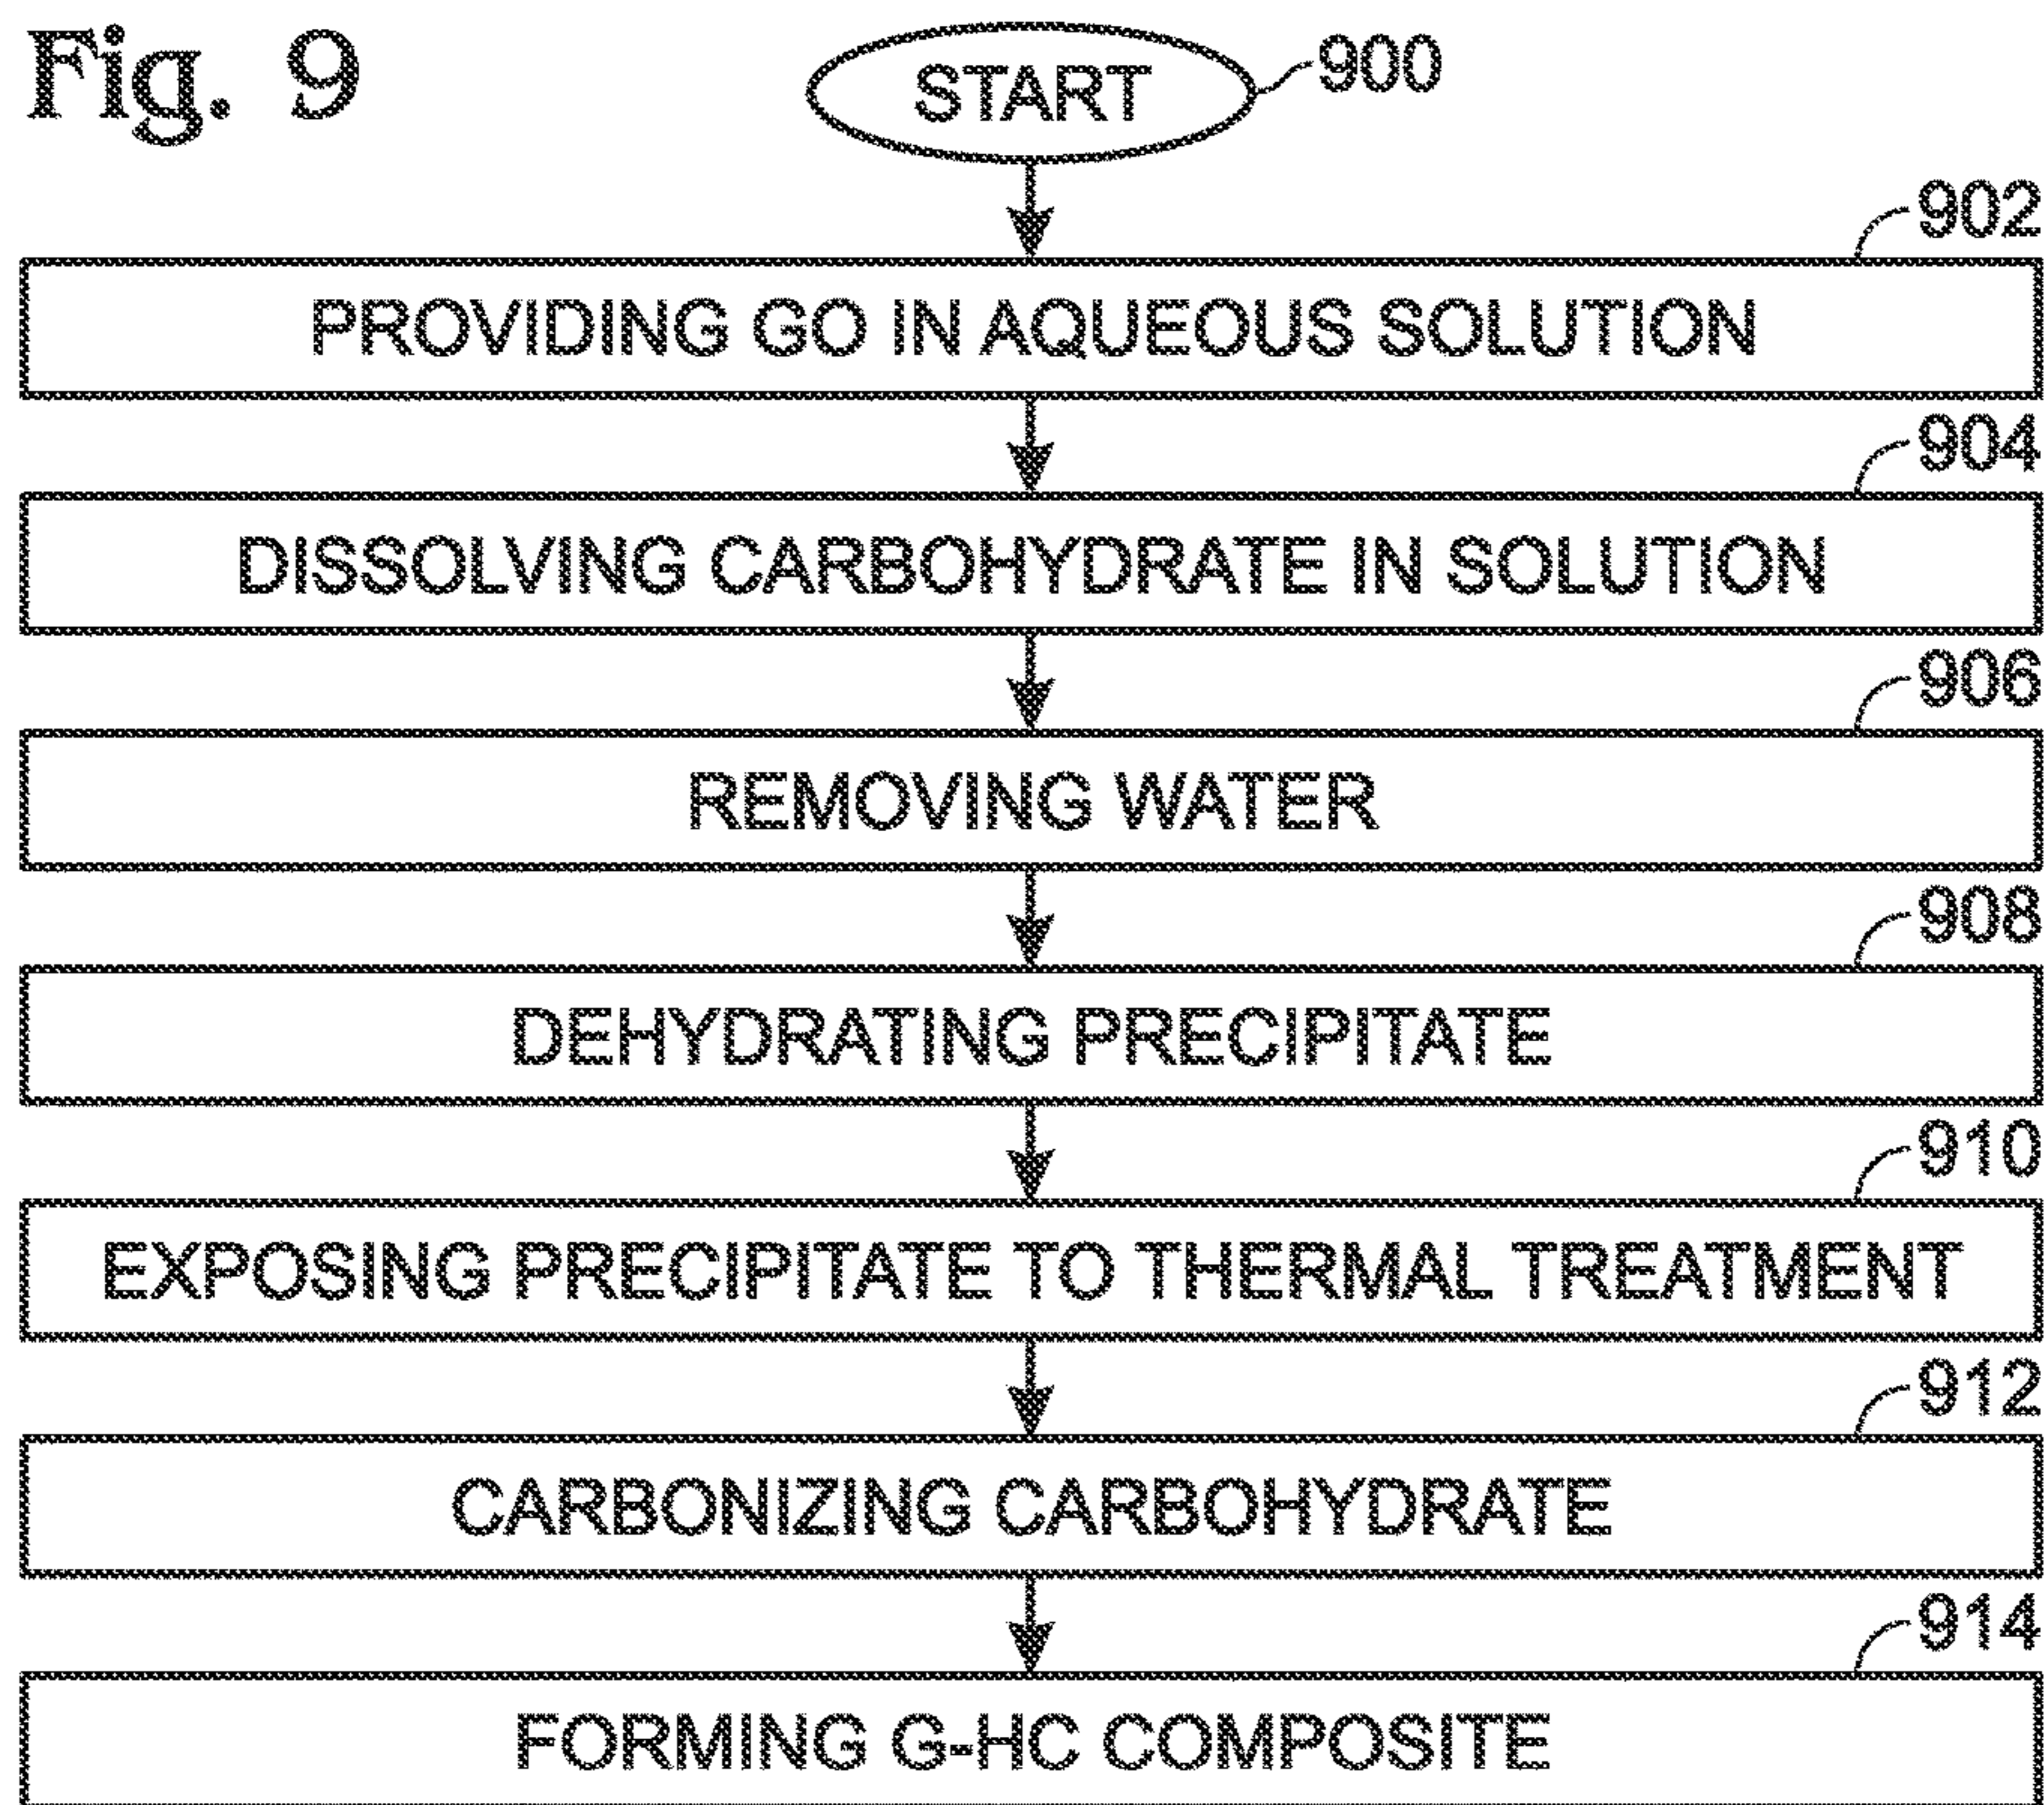 Fig. 9
START
900
902
PROVIDING GO IN AQUEOUS SOLUTION
904
DISSOLVING CARBOHYDRATE IN SOLUTION
906
REMOVING WATER
908
DEHYDRATING PRECIPITATE
910
EXPOSING PRECIPITATE TO THERMAL TREATMENT
912
CARBONIZING CARBOHYDRATE
914
FORMING G-HC COMPOSITE